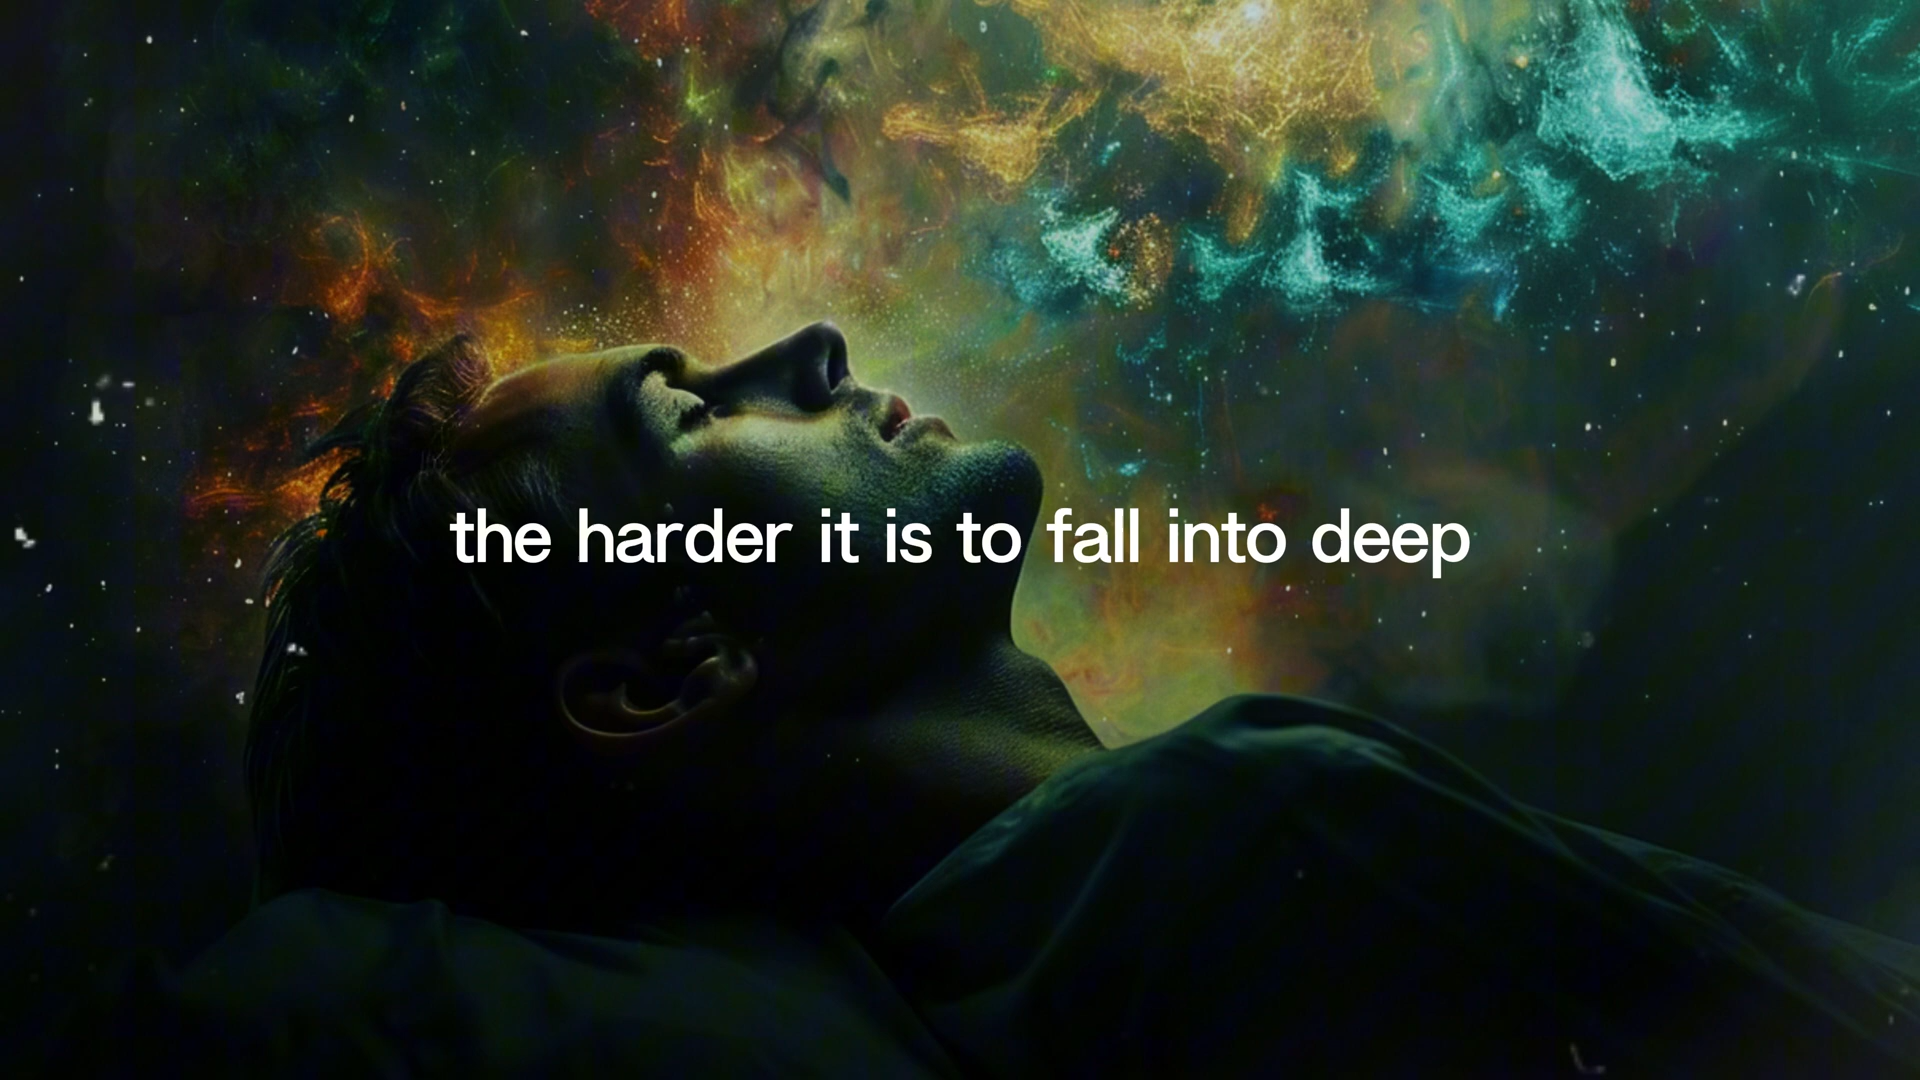 the harder it is to fall into deep